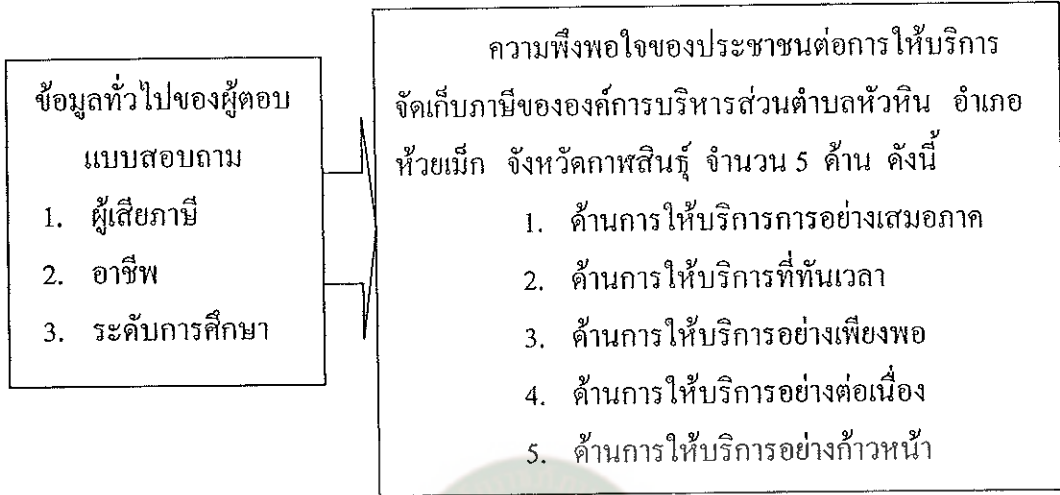 ข้อมูลทั่วไปของผู้ตอบ
แบบสอบถาม
1. ผู้เสียภาษี
2. อาชีพ
3. ระดับการศึกษา
ความพึงพอใจของประชาชนต่อการให้บริการ
จัดเก็บภาษีขององค์การบริหารส่วนตำบลหัวหิน อำเภอ
ห้วยเม็ก จังหวัดกาฬสินธุ์ จำนวน 5 ด้าน ดังนี้
1. ด้านการให้บริการการอย่างเสมอภาค
2. ด้านการให้บริการที่ทันเวลา
3. ด้านการให้บริการอย่างเพียงพอ
4. ด้านการให้บริการอย่างต่อเนื่อง
5. ด้านการให้บริการอย่างก้าวหน้า